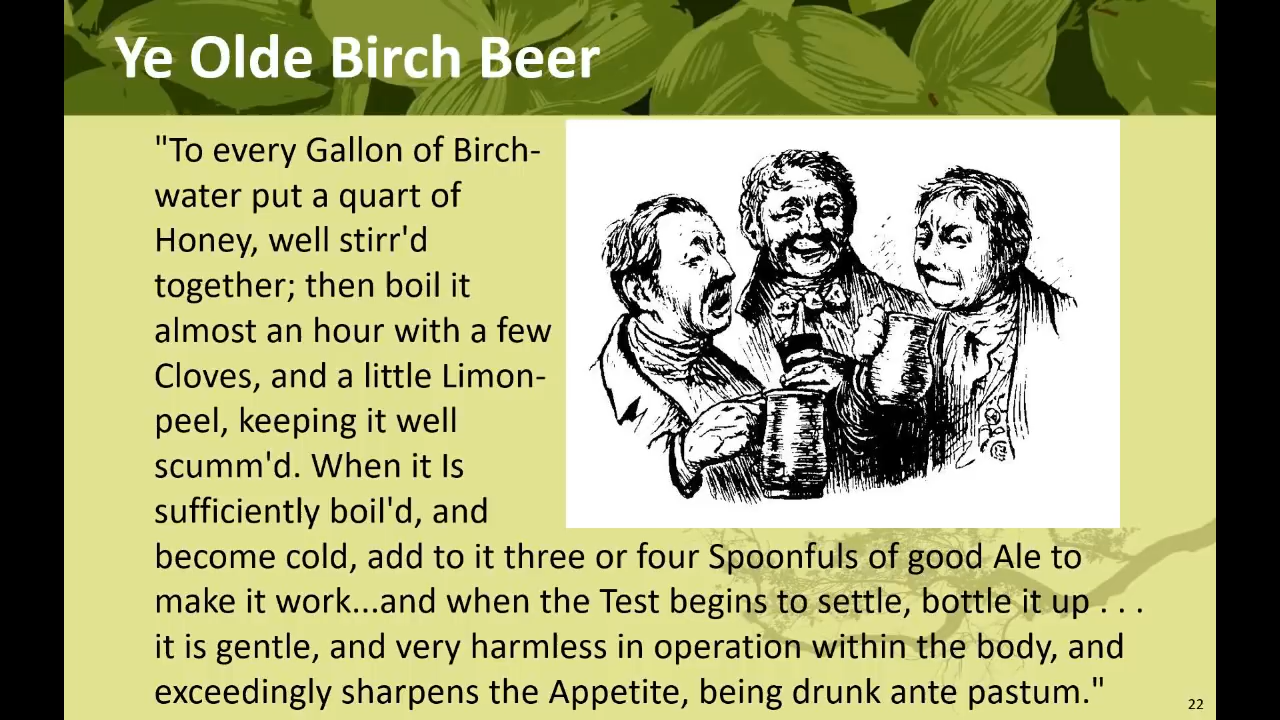 Ye Olde Birch Beer
"To every Gallon of Birch-
water put a quart of
Honey, well stirr'd
together; then boil it
almost an hour with a few
Cloves, and a little Limon-
peel, keeping it well
scumm'd. When it Is
sufficiently boil'd, and
become cold, add to it three or four Spoonfuls of good Ale to
make it work...and when the Test begins to settle, bottle it up . . .
it is gentle, and very harmless in operation within the body, and
exceedingly sharpens the Appetite, being drunk ante pastum."
22